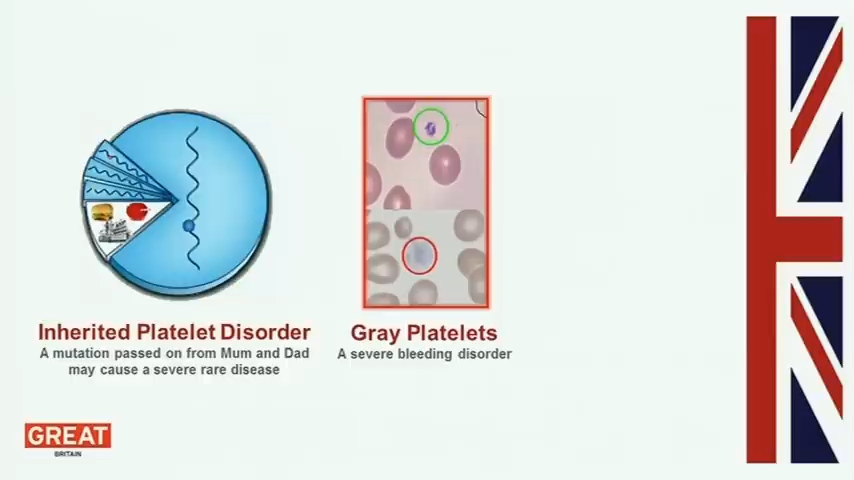 Inherited Platelet Disorder
A mutation passed on from Mum and Dad
may cause a severe rare disease
Gray Platelets
A severe bleeding disorder
GREAT
BRITAIN